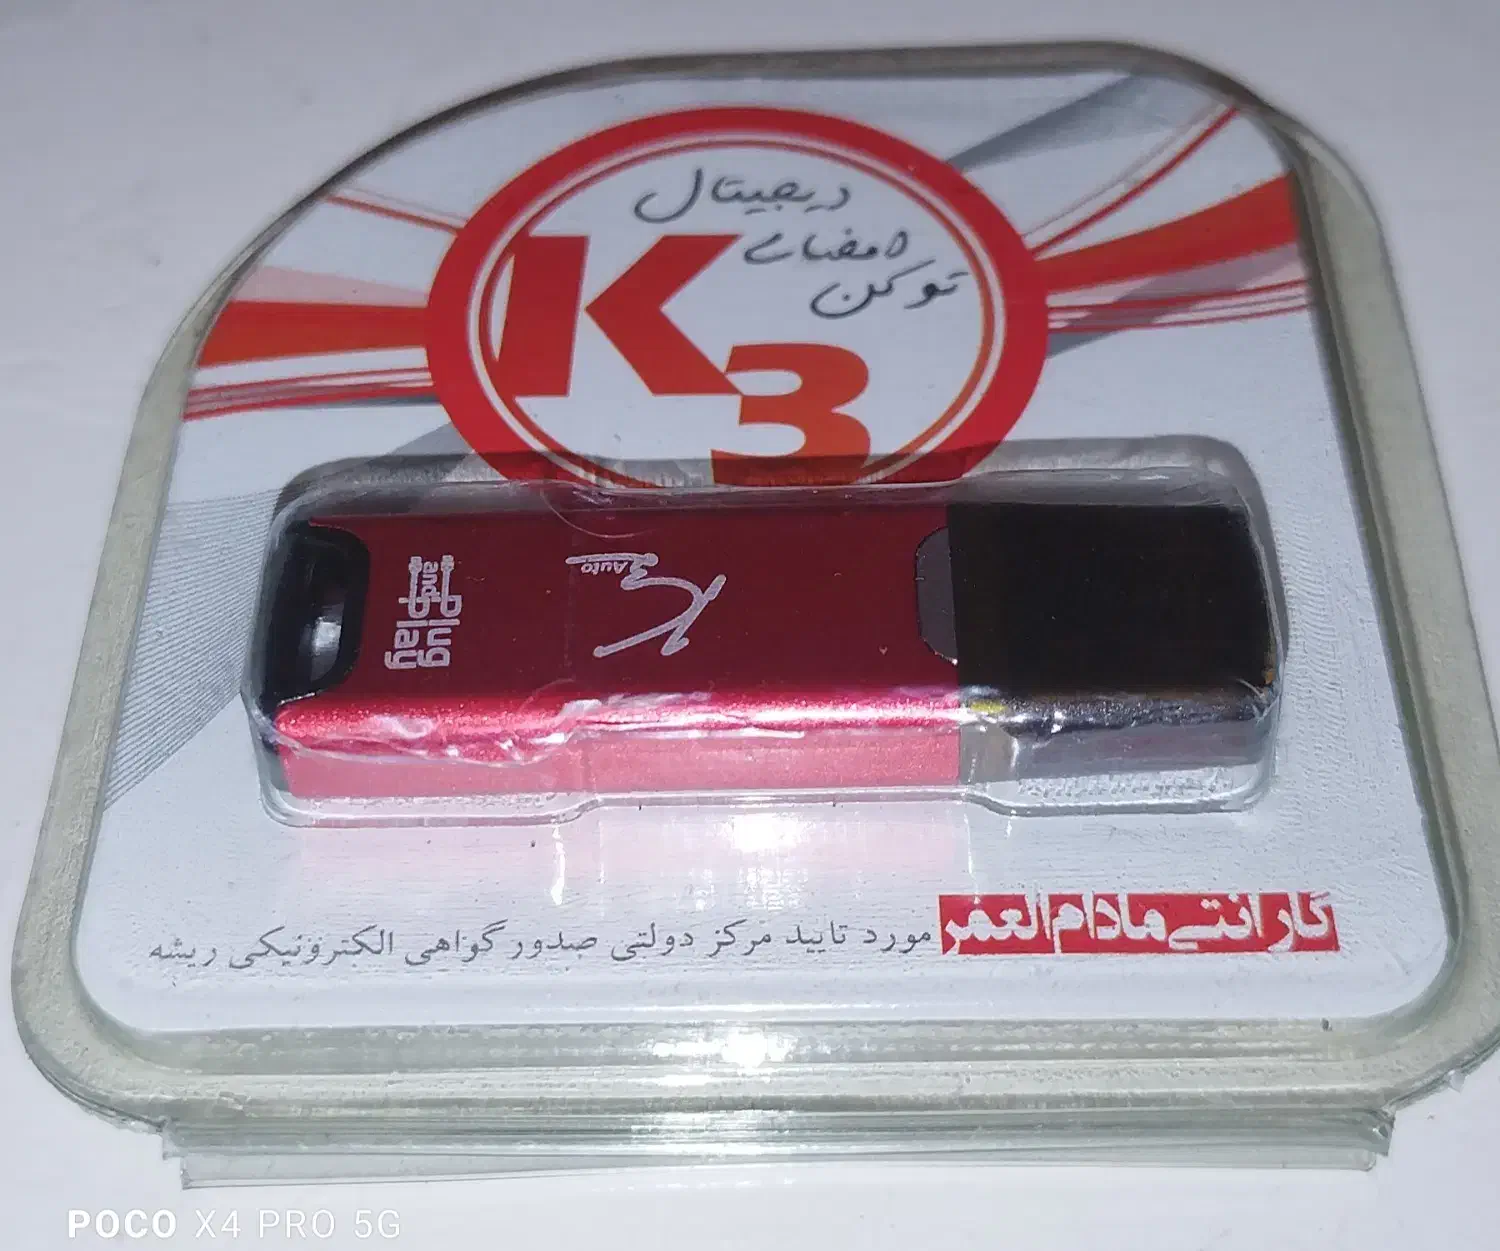 دیجیتال
امضای
توکن
K3
Plug
and
Play
K3
Auto
گارانتی مادام العمر مورد تایید مرکز دولتی صدور گواهی الکترونیکی ریشه
POCO X4 PRO 5G